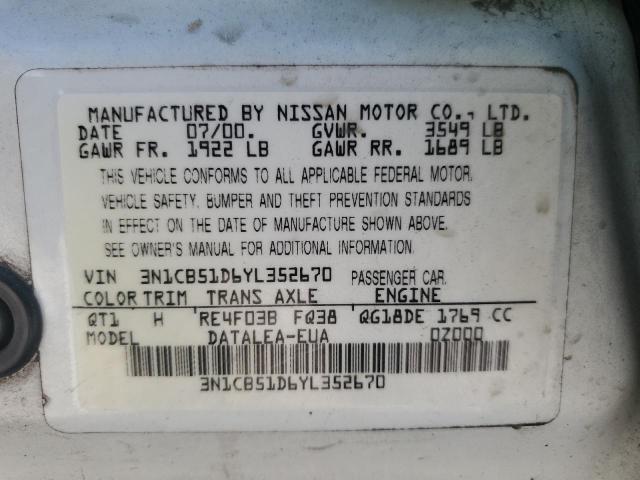 MANUFACTURED BY NISSAN MOTOR CO., LTD.
DATE 07/00. GVWR. 3549 LB
GAWR FR. 1922 LB GAWR RR. 1689 LB
THIS VEHICLE CONFORMS TO ALL APPLICABLE FEDERAL MOTOR
VEHICLE SAFETY, BUMPER AND THEFT PREVENTION STANDARDS
IN EFFECT ON THE DATE OF MANUFACTURE SHOWN ABOVE.
SEE OWNER'S MANUAL FOR ADDITIONAL INFORMATION.
VIN 3N1CB51D6YL352670 PASSENGER CAR.
COLOR TRIM TRANS AXLE ENGINE
QT1 H RE4F03B FQ38 QG18DE 1769 CC
MODEL DATALEA-EUA 0Z000
3N1CB51D6YL352670